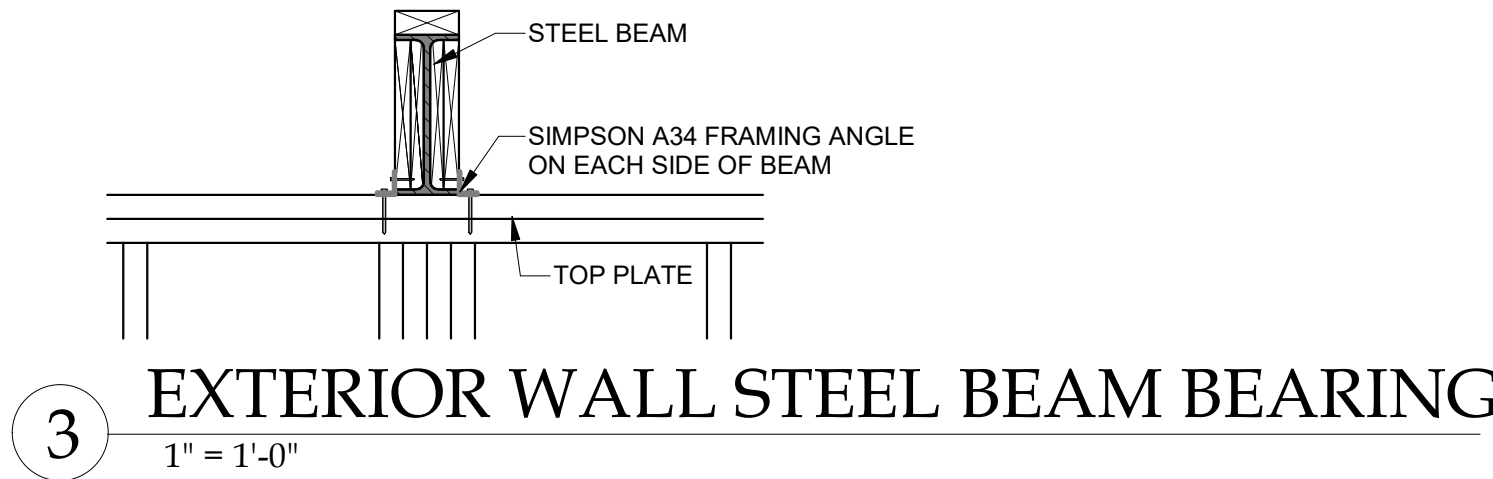 STEEL BEAM
SIMPSON A34 FRAMING ANGLE
ON EACH SIDE OF BEAM
TOP PLATE
3
EXTERIOR WALL STEEL BEAM BEARING
1" = 1'-0"